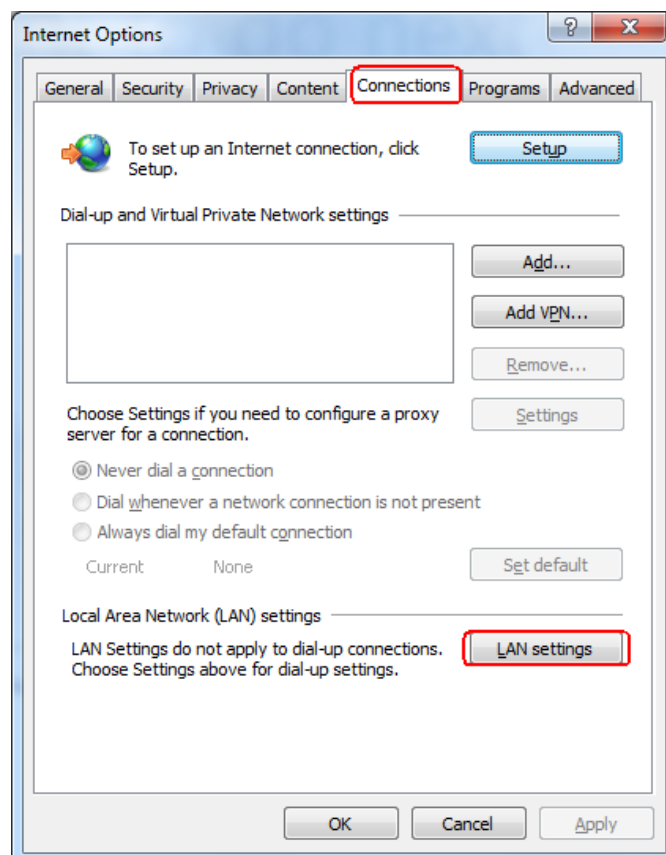 Internet Options
General Security Privacy Content Connections Programs Advanced
To set up an Internet connection, click
Setup.
Setup
Dial-up and Virtual Private Network settings
Add...
Add VPN...
Remove...
Choose Settings if you need to configure a proxy
server for a connection.
Settings
Never dial a connection
Dial whenever a network connection is not present
Always dial my default connection
Current None
Set default
Local Area Network (LAN) settings
LAN Settings do not apply to dial-up connections.
Choose Settings above for dial-up settings.
LAN settings
OK Cancel Apply